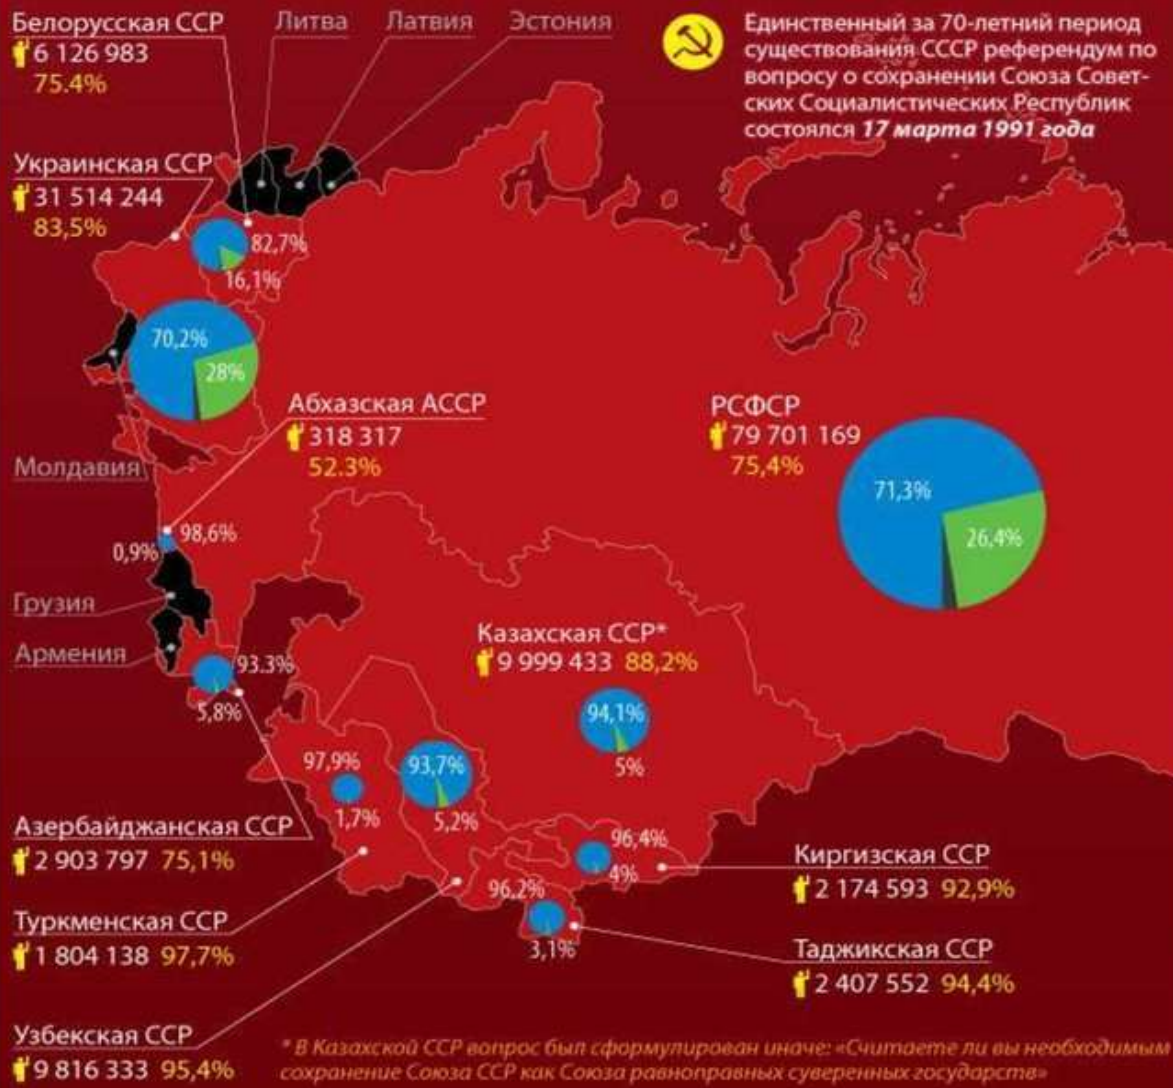 Белорусская ССР
6 126 983
75.4%
Литва
Латвия
Эстония
Единственный за 70-летний период
существования СССР референдум по
вопросу о сохранении Союза Совет-
ских Социалистических Республик
состоялся 17 марта 1991 года
Украинская ССР
31 514 244
83,5%
82,7%
16,1%
70,2%
28%
Абхазская АССР
318 317
52.3%
РСФСР
79 701 169
75,4%
71,3%
26,4%
Молдавия
98,6%
0,9%
Грузия
Армения
93.3%
5,8%
Казахская ССР*
9 999 433 88,2%
94,1%
5%
97,9%
1,7%
93,7%
5,2%
Азербайджанская ССР
2 903 797 75,1%
96,4%
4%
Киргизская ССР
2 174 593 92,9%
96,2%
3,1%
Туркменская ССР
1 804 138 97,7%
Таджикская ССР
2 407 552 94,4%
Узбекская ССР
9 816 333 95,4%
* В Казахской ССР вопрос был сформулирован иначе: «Считаете ли вы необходимым
сохранение Союза ССР как Союза равноправных суверенных государств»